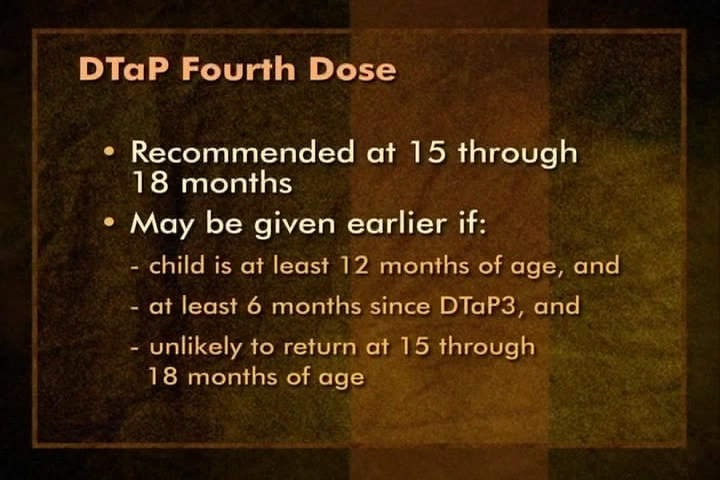 DTaP Fourth Dose
• Recommended at 15 through
18 months
• May be given earlier if:
- child is at least 12 months of age, and
- at least 6 months since DTaP3, and
- unlikely to return at 15 through
18 months of age